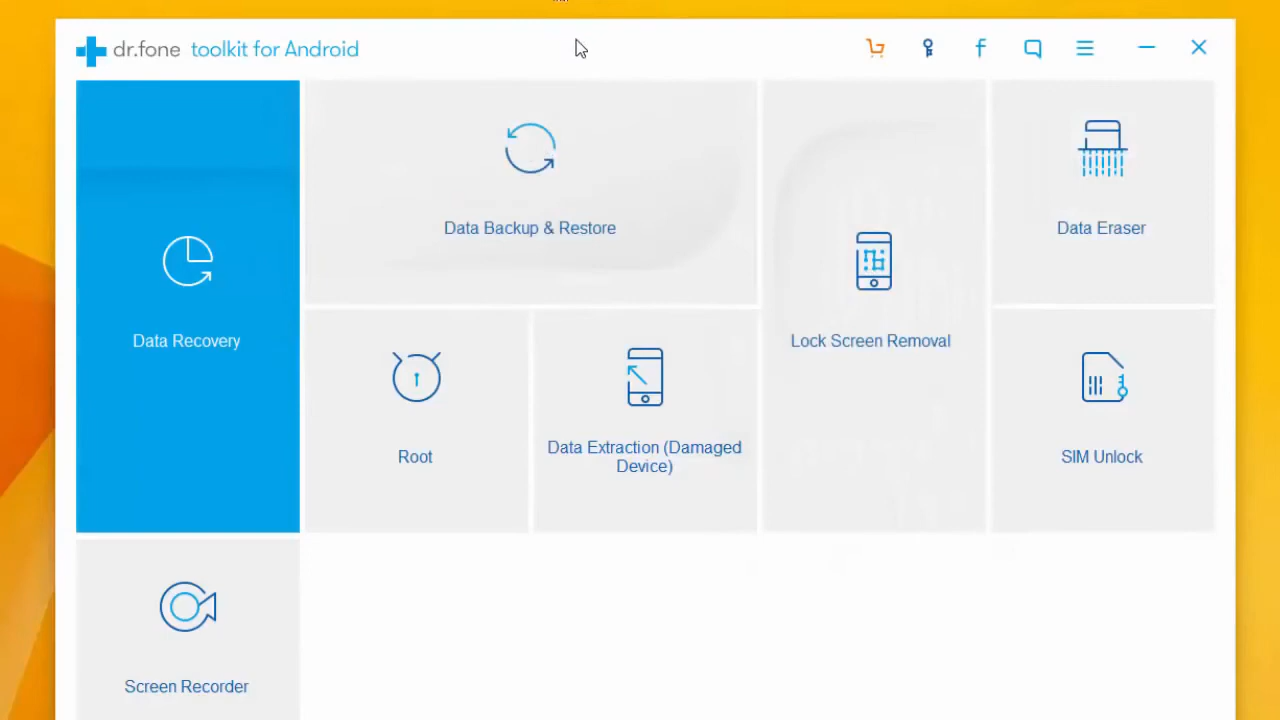 dr.fone toolkit for Android
Data Recovery
Data Backup & Restore
Root
Data Extraction (Damaged
Device)
Lock Screen Removal
Data Eraser
SIM Unlock
Screen Recorder